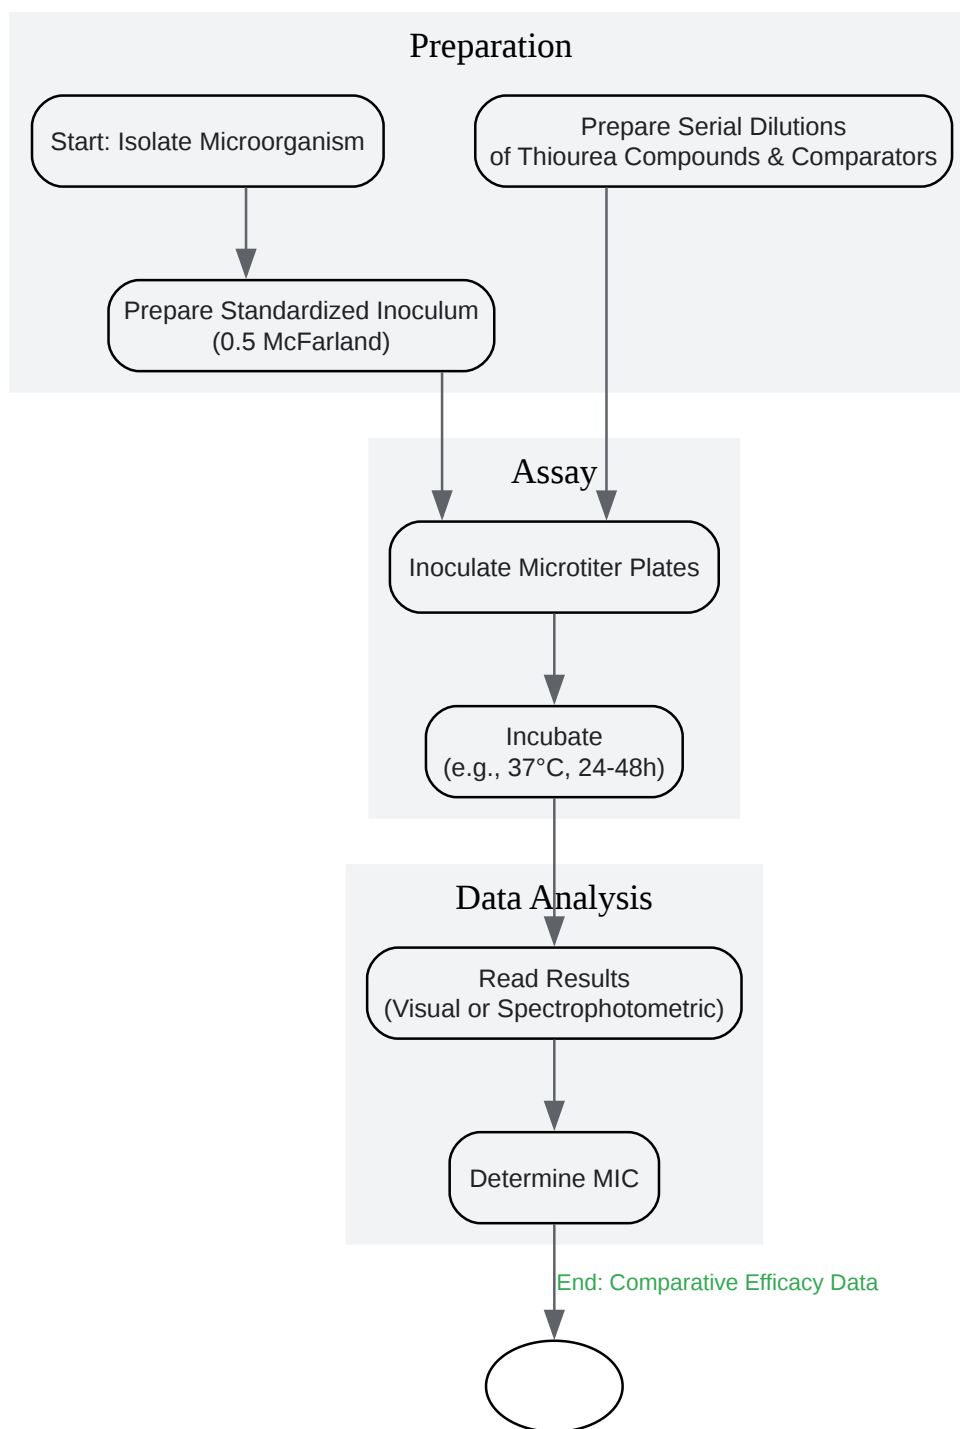 Preparation
Start: Isolate Microorganism
Prepare Serial Dilutions
of Thiourea Compounds & Comparators
Prepare Standardized Inoculum
(0.5 McFarland)
Assay
Inoculate Microtiter Plates
Incubate
(e.g., 37°C, 24-48h)
Data Analysis
Read Results
(Visual or Spectrophotometric)
Determine MIC
End: Comparative Efficacy Data